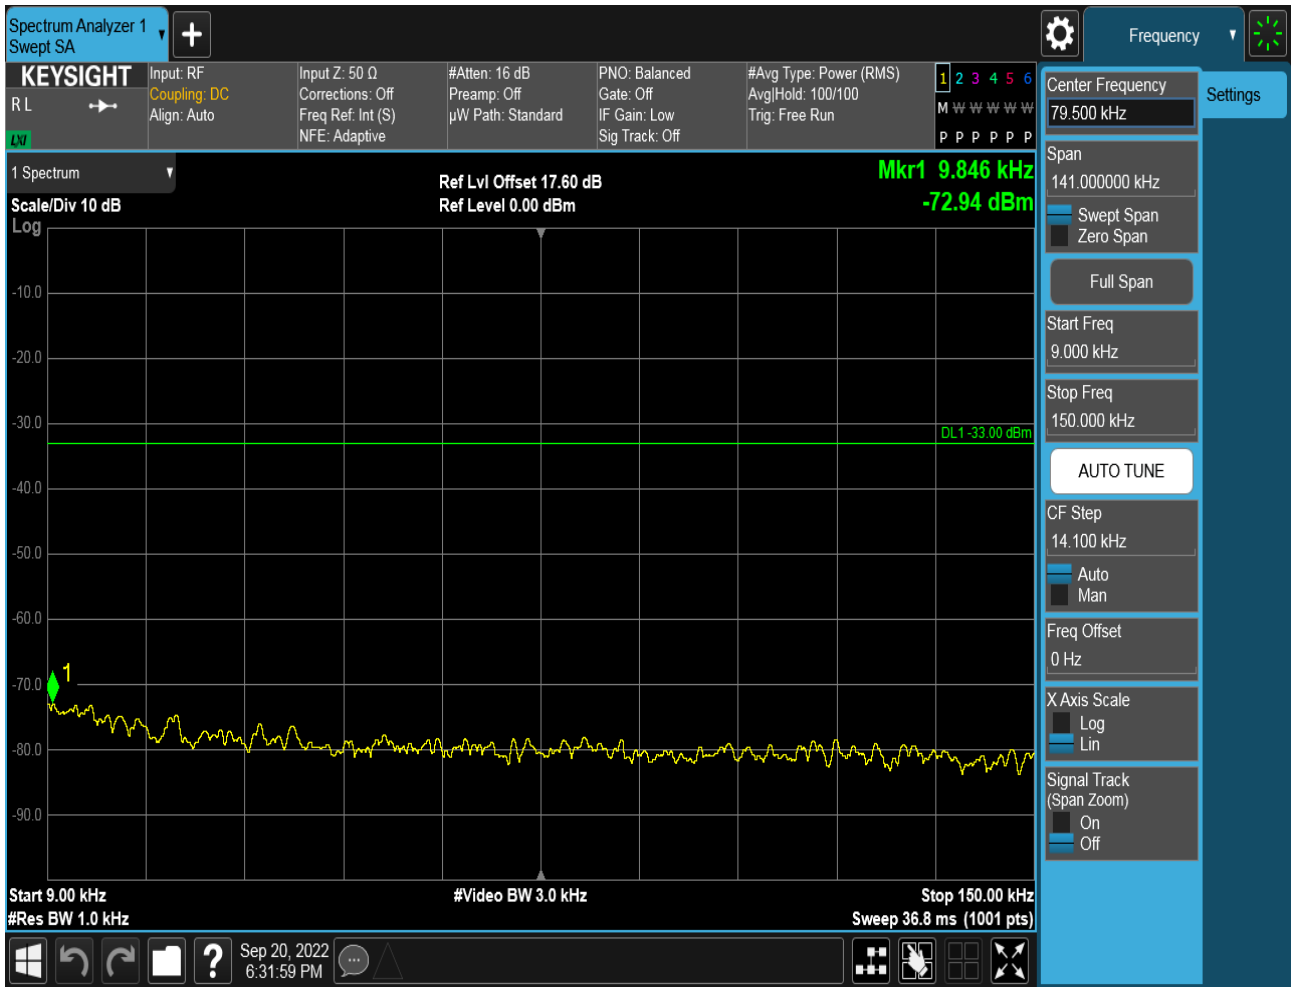 Spectrum Analyzer 1
Swept SA
Frequency
KEYSIGHT
R L
LXI
Input: RF
Coupling: DC
Align: Auto
Input Z: 50 Ω
Corrections: Off
Freq Ref: Int (S)
NFE: Adaptive
#Atten: 16 dB
Preamp: Off
µW Path: Standard
PNO: Balanced
Gate: Off
IF Gain: Low
Sig Track: Off
#Avg Type: Power (RMS)
Avg|Hold: 100/100
Trig: Free Run
1 2 3 4 5 6
M W W W W W
P P P P P P
1 Spectrum
Scale/Div 10 dB
Log
Ref Lvl Offset 17.60 dB
Ref Level 0.00 dBm
Mkr1 9.846 kHz
-72.94 dBm
-10.0
-20.0
-30.0
DL1 -33.00 dBm
-40.0
-50.0
-60.0
1
-70.0
-80.0
-90.0
Start 9.00 kHz
#Video BW 3.0 kHz
Stop 150.00 kHz
#Res BW 1.0 kHz
Sweep 36.8 ms (1001 pts)
Sep 20, 2022
6:31:59 PM
?
Center Frequency
79.500 kHz
Settings
Span
141.000000 kHz
Swept Span
Zero Span
Full Span
Start Freq
9.000 kHz
Stop Freq
150.000 kHz
AUTO TUNE
CF Step
14.100 kHz
Auto
Man
Freq Offset
0 Hz
X Axis Scale
Log
Lin
Signal Track
(Span Zoom)
On
Off